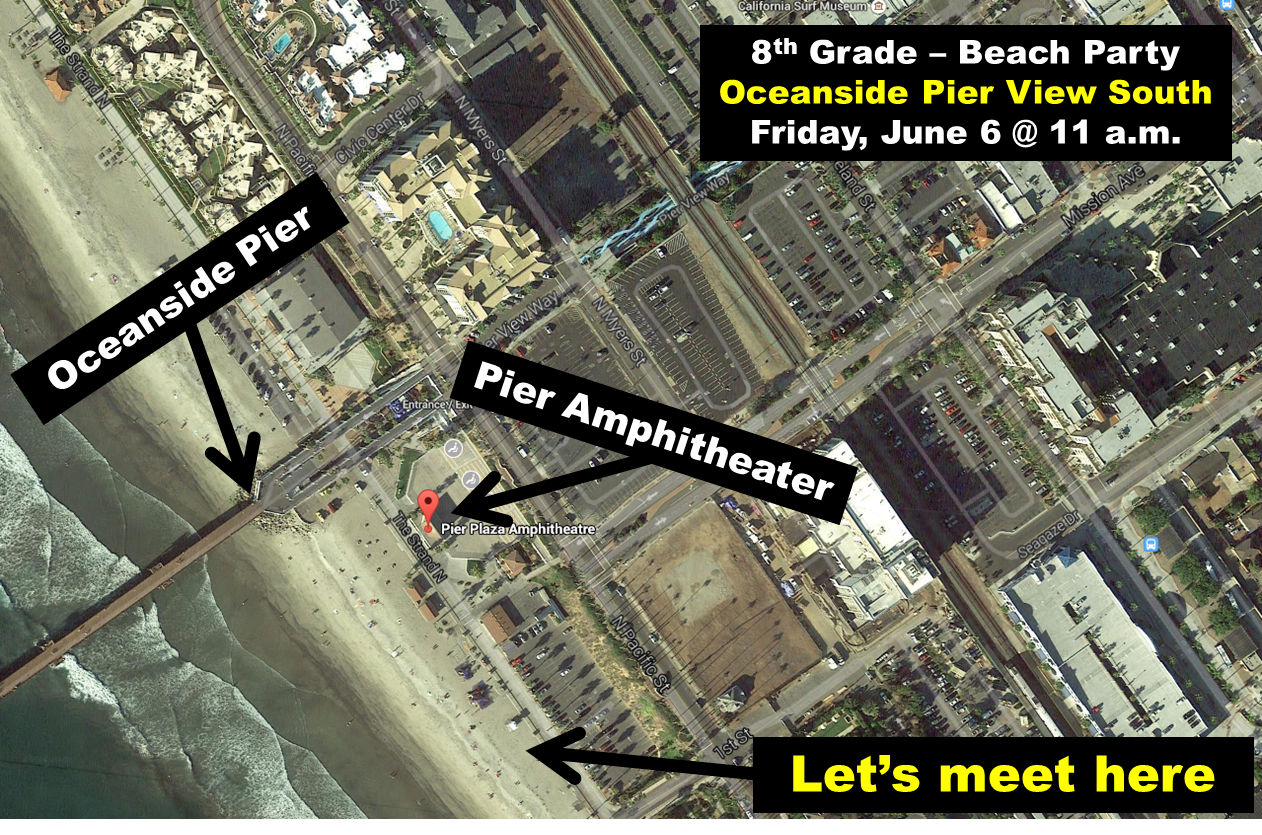 California Surf Museum
8th Grade – Beach Party
Oceanside Pier View South
Friday, June 6 @ 11 a.m.
The Strand N
N Myers St
Civic Center Dr
N Pacific
Mission Ave
Pier View Way
Oceanside Pier
er View Way
N Myers St
Pier Amphitheater
Entrance / Exit
Pier Plaza Amphitheatre
The Strand N
Seagaze Dr
N Pacific St
1st St
Let's meet here